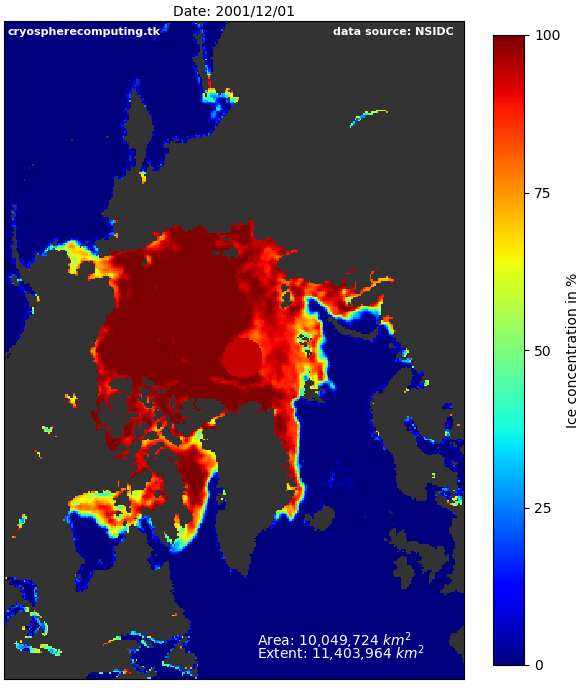 Date: 2001/12/01
cryospherecomputing.tk data source: NSIDC
100
75
50
25
0
Ice concentration in %
Area: 10,049,724 km²
Extent: 11,403,964 km²